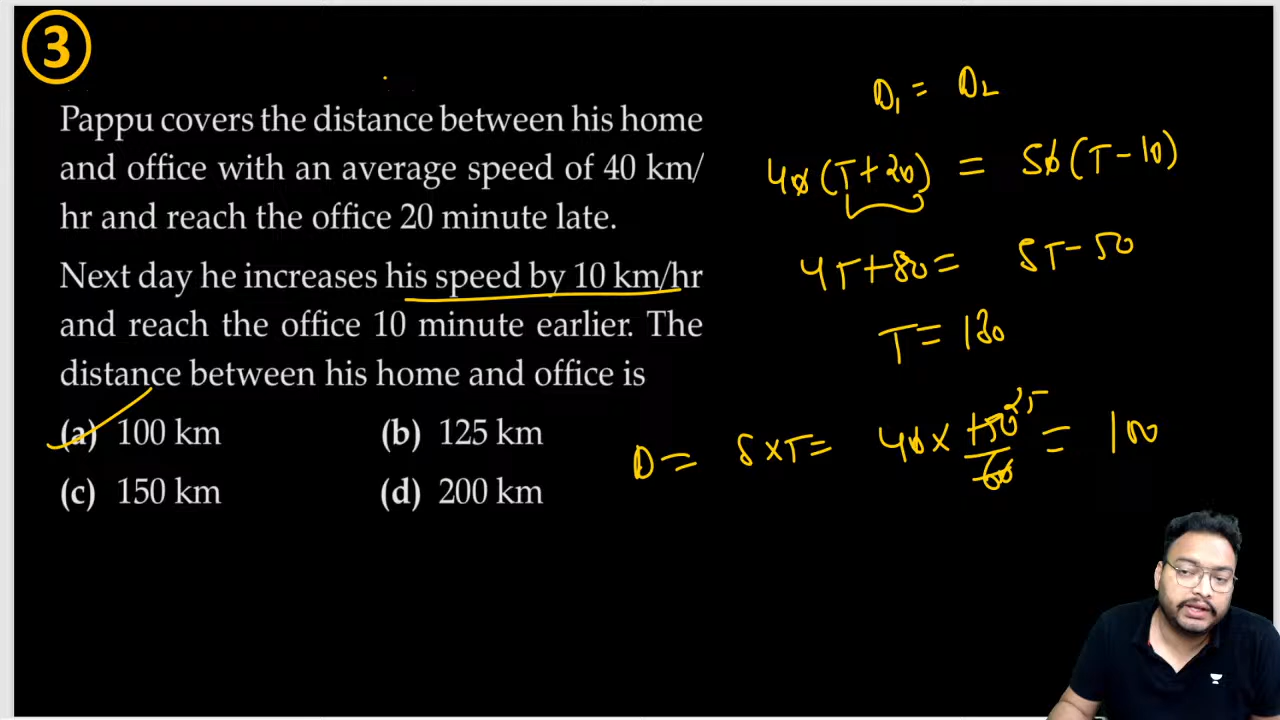 3
Pappu covers the distance between his home
and office with an average speed of 40 km/
hr and reach the office 20 minute late.
Next day he increases his speed by 10 km/hr
and reach the office 10 minute earlier. The
distance between his home and office is
(a) 100 km (b) 125 km
(c) 150 km (d) 200 km
D₁ = D₂
40 (T+20) = 50 (T-10)
4T+80 = 5T-50
T = 130
D = S×T = 40 × 150/60 25 = 100